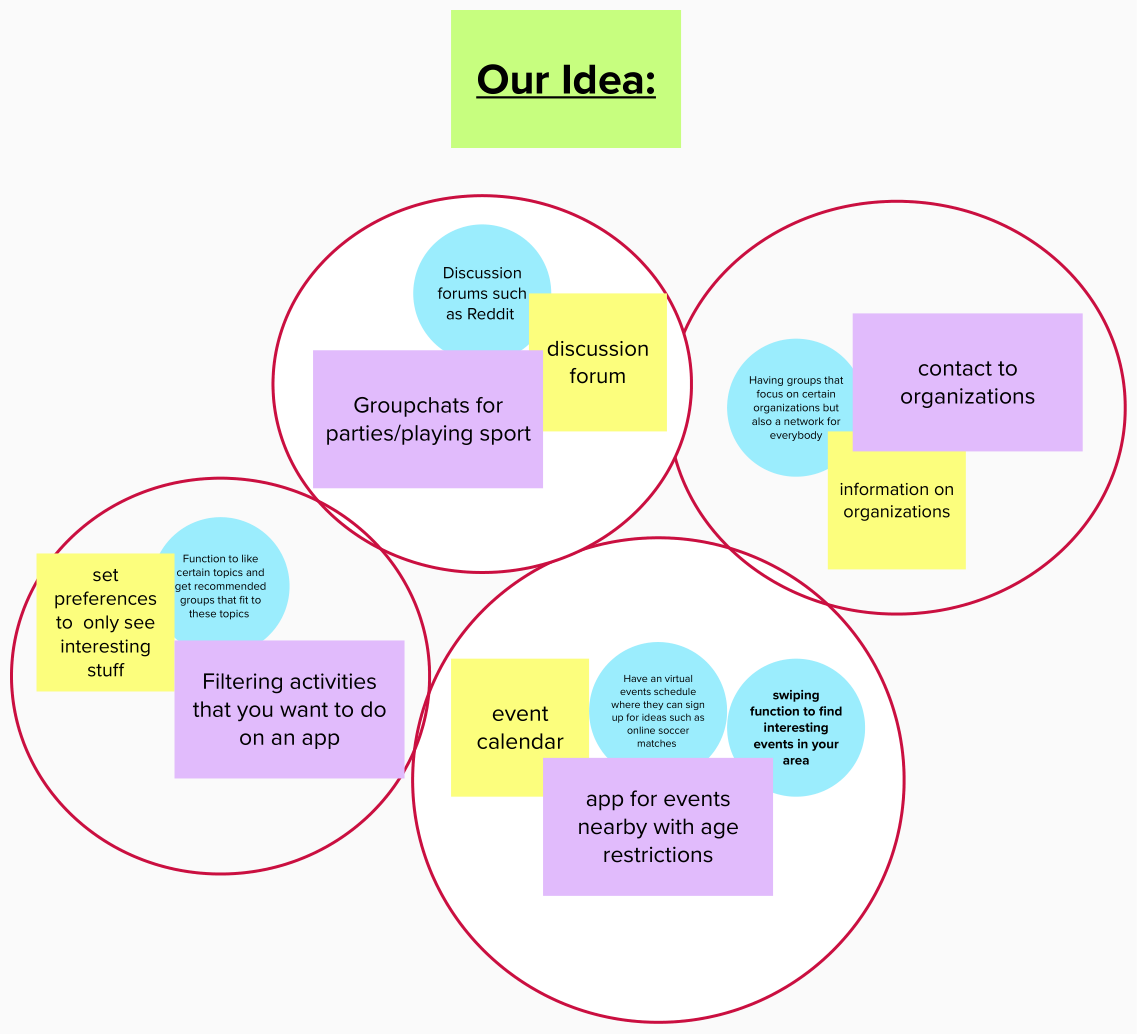 Our Idea:
Discussion
forums such
as Reddit
discussion
forum
Groupchats for
parties/playing sport
Having groups that
focus on certain
organizations but
also a network for
everybody
contact to
organizations
information on
organizations
set
preferences
to only see
interesting
stuff
Function to like
certain topics and
get recommended
groups that fit to
these topics
Filtering activities
that you want to do
on an app
event
calendar
Have an virtual
events schedule
where they can sign
up for ideas such as
online soccer
matches
swiping
function to find
interesting
events in your
area
app for events
nearby with age
restrictions